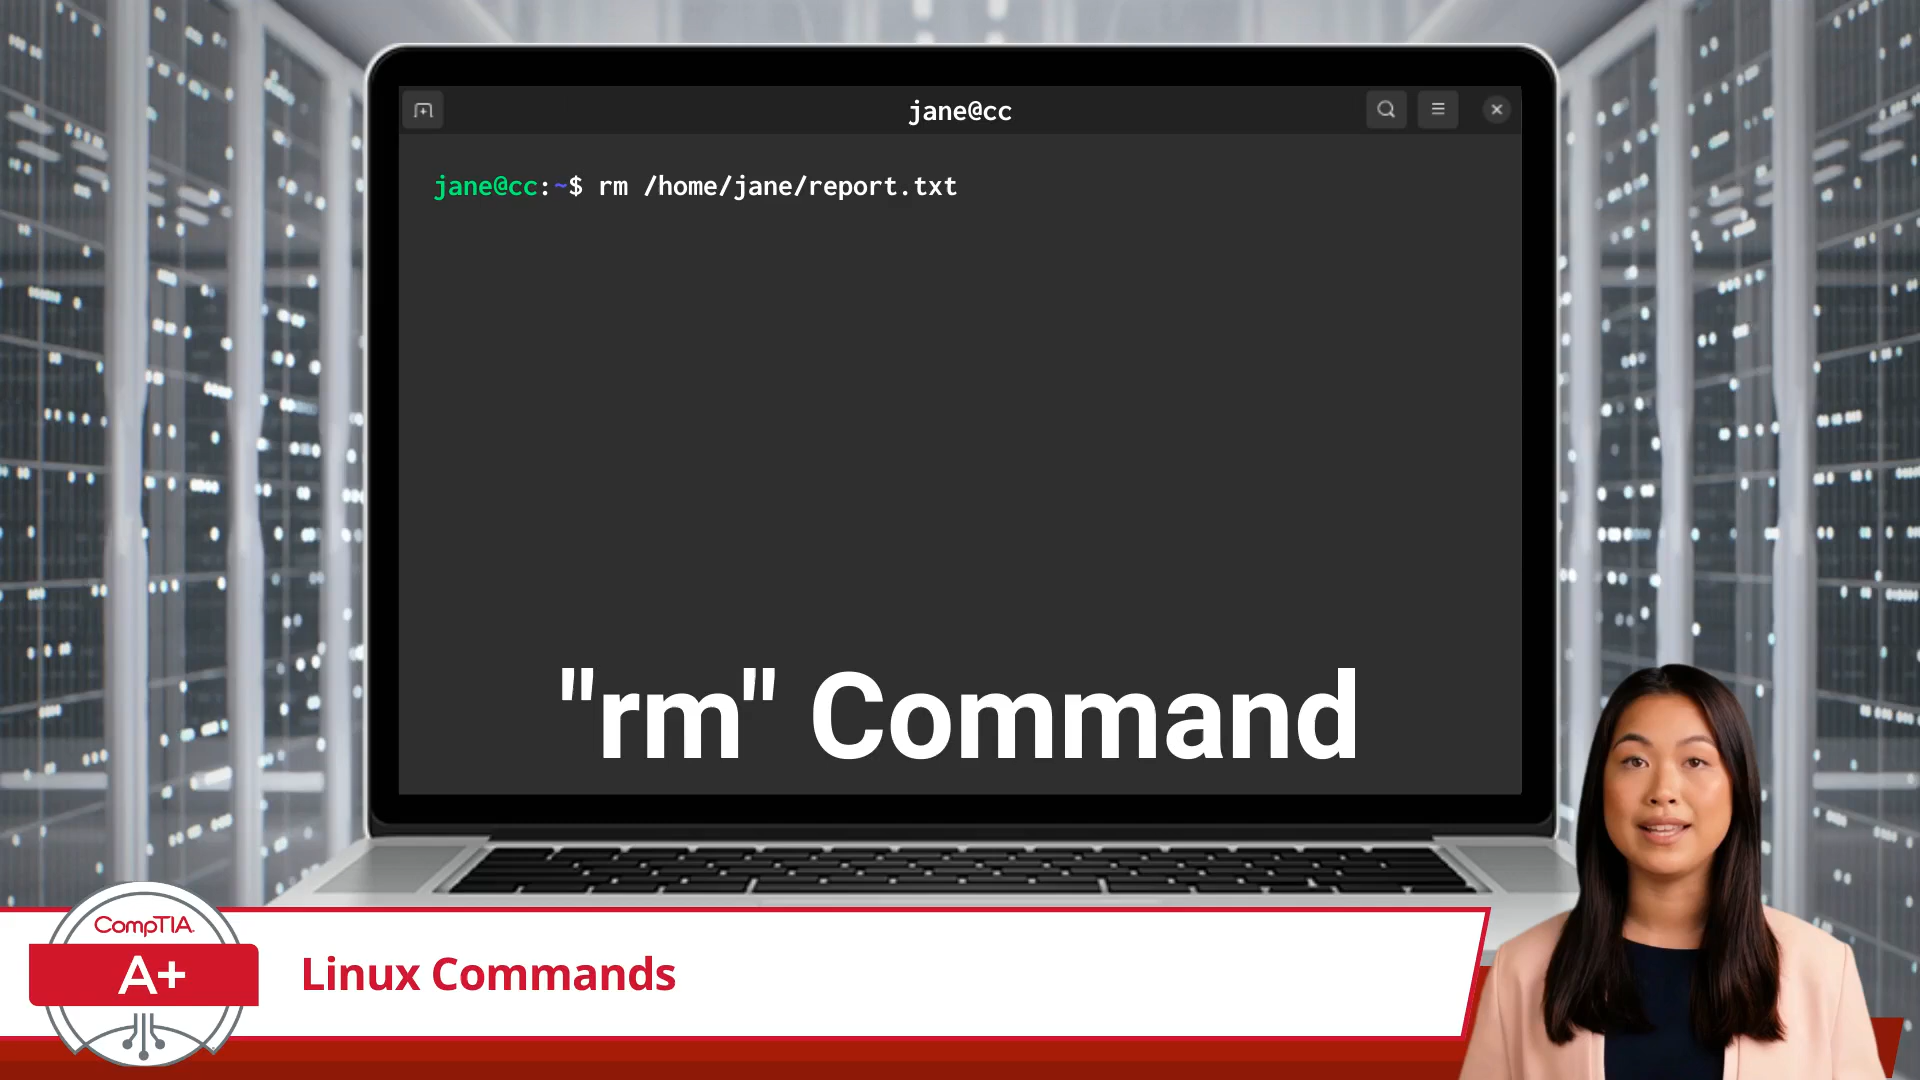 jane@cc
jane@cc:~$ rm /home/jane/report.txt
"rm" Command
CompTIA.
A+
Linux Commands